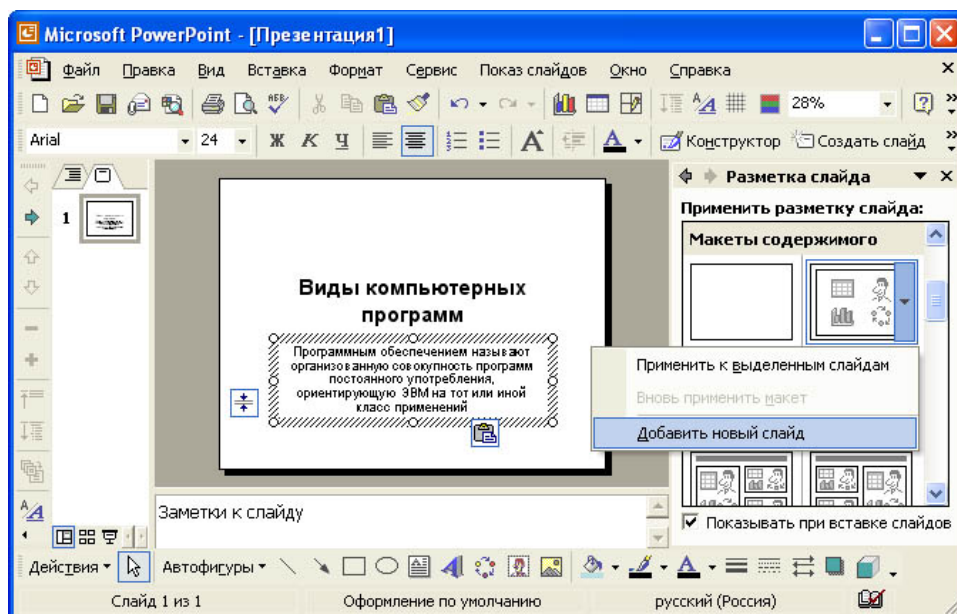 Microsoft PowerPoint - [Презентация1]
Файл Правка Вид Вставка Формат Сервис Показ слайдов Окно Справка
28%
Arial 24 Ж К Ч Конструктор Создать слайд
Разметка слайда
1
Применить разметку слайда:
Макеты содержимого
Виды компьютерных
программ
Программным обеспечением называют
организованную совокупность программ
постоянного употребления,
ориентирующую ЭВМ на тот или иной
класс применений
Применить к выделенным слайдам
Вновь применить макет
Добавить новый слайд
Заметки к слайду
Показывать при вставке слайдов
Действия Автофигуры
Слайд 1 из 1 Оформление по умолчанию русский (Россия)